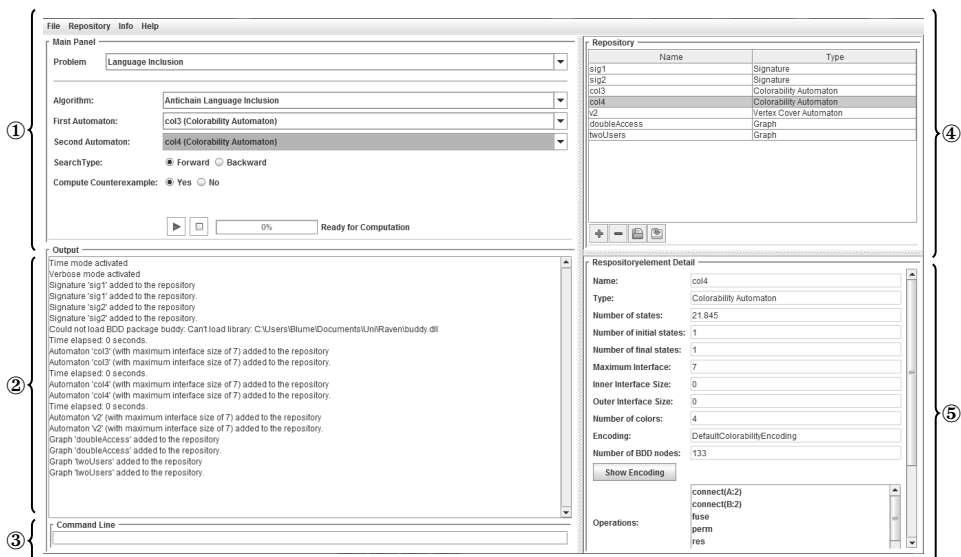 File Repository Info Help
Main Panel
Problem Language Inclusion
Algorithm: Antichain Language Inclusion
First Automaton: col3 (Colorability Automaton)
Second Automaton: col4 (Colorability Automaton)
SearchType: Forward Backward
Compute Counterexample: Yes No
0% Ready for Computation
①
Output
Time mode activated
Verbose mode activated
Signature 'sig1' added to the repository
Signature 'sig1' added to the repository.
Signature 'sig2' added to the repository
Signature 'sig2' added to the repository.
Could not load BDD package buddy: Can't load library: C:\Users\Blume\Documents\Uni\Raven\buddy.dll
Time elapsed: 0 seconds.
Automaton 'col3' (with maximum interface size of 7) added to the repository
Automaton 'col3' (with maximum interface size of 7) added to the repository.
Time elapsed: 0 seconds.
Automaton 'col4' (with maximum interface size of 7) added to the repository
Automaton 'col4' (with maximum interface size of 7) added to the repository.
Time elapsed: 0 seconds.
Automaton 'v2' (with maximum interface size of 7) added to the repository
Automaton 'v2' (with maximum interface size of 7) added to the repository.
Graph 'doubleAccess' added to the repository
Graph 'doubleAccess' added to the repository.
Graph 'twoUsers' added to the repository
Graph 'twoUsers' added to the repository.
②
Command Line
③
Repository
Name Type
sig1 Signature
sig2 Signature
col3 Colorability Automaton
col4 Colorability Automaton
v2 Vertex Cover Automaton
doubleAccess Graph
twoUsers Graph
④
Respositoryelement Detail
Name: col4
Type: Colorability Automaton
Number of states: 21.845
Number of initial states: 1
Number of final states: 1
Maximum Interface: 7
Inner Interface Size: 0
Outer Interface Size: 0
Number of colors: 4
Encoding: DefaultColorabilityEncoding
Number of BDD nodes: 133
Show Encoding
Operations:
connect(A:2)
connect(B:2)
fuse
perm
res
⑤